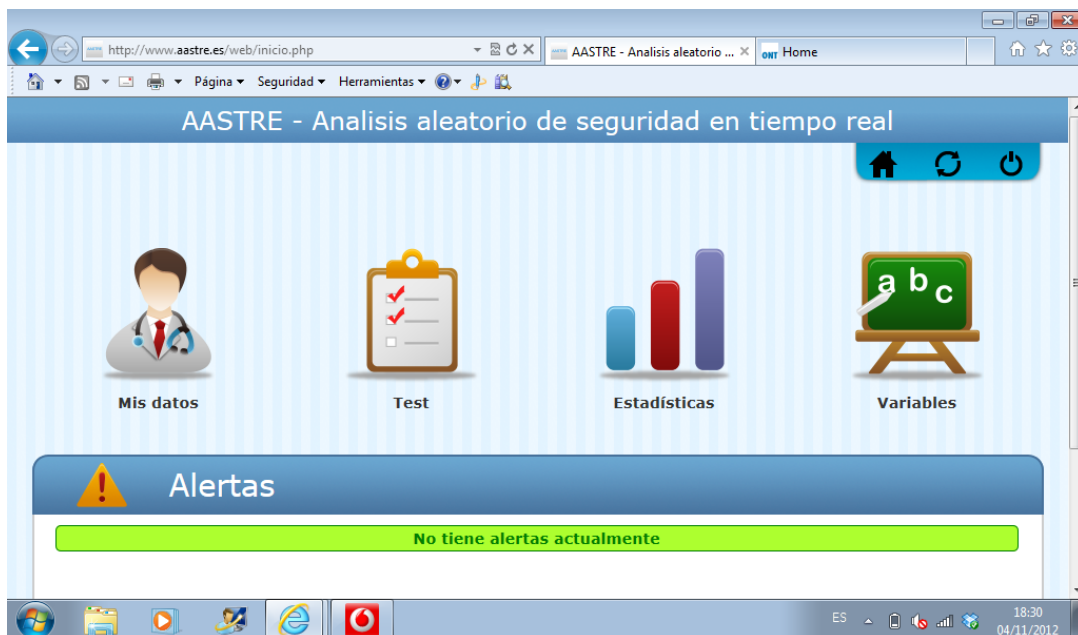 http://www.aastre.es/web/inicio.php
AASTRE - Analisis aleatorio ...
ONT Home
Página Seguridad Herramientas
AASTRE - Analisis aleatorio de seguridad en tiempo real
a b c
Mis datos
Test
Estadísticas
Variables
Alertas
No tiene alertas actualmente
ES
18:30
04/11/2012